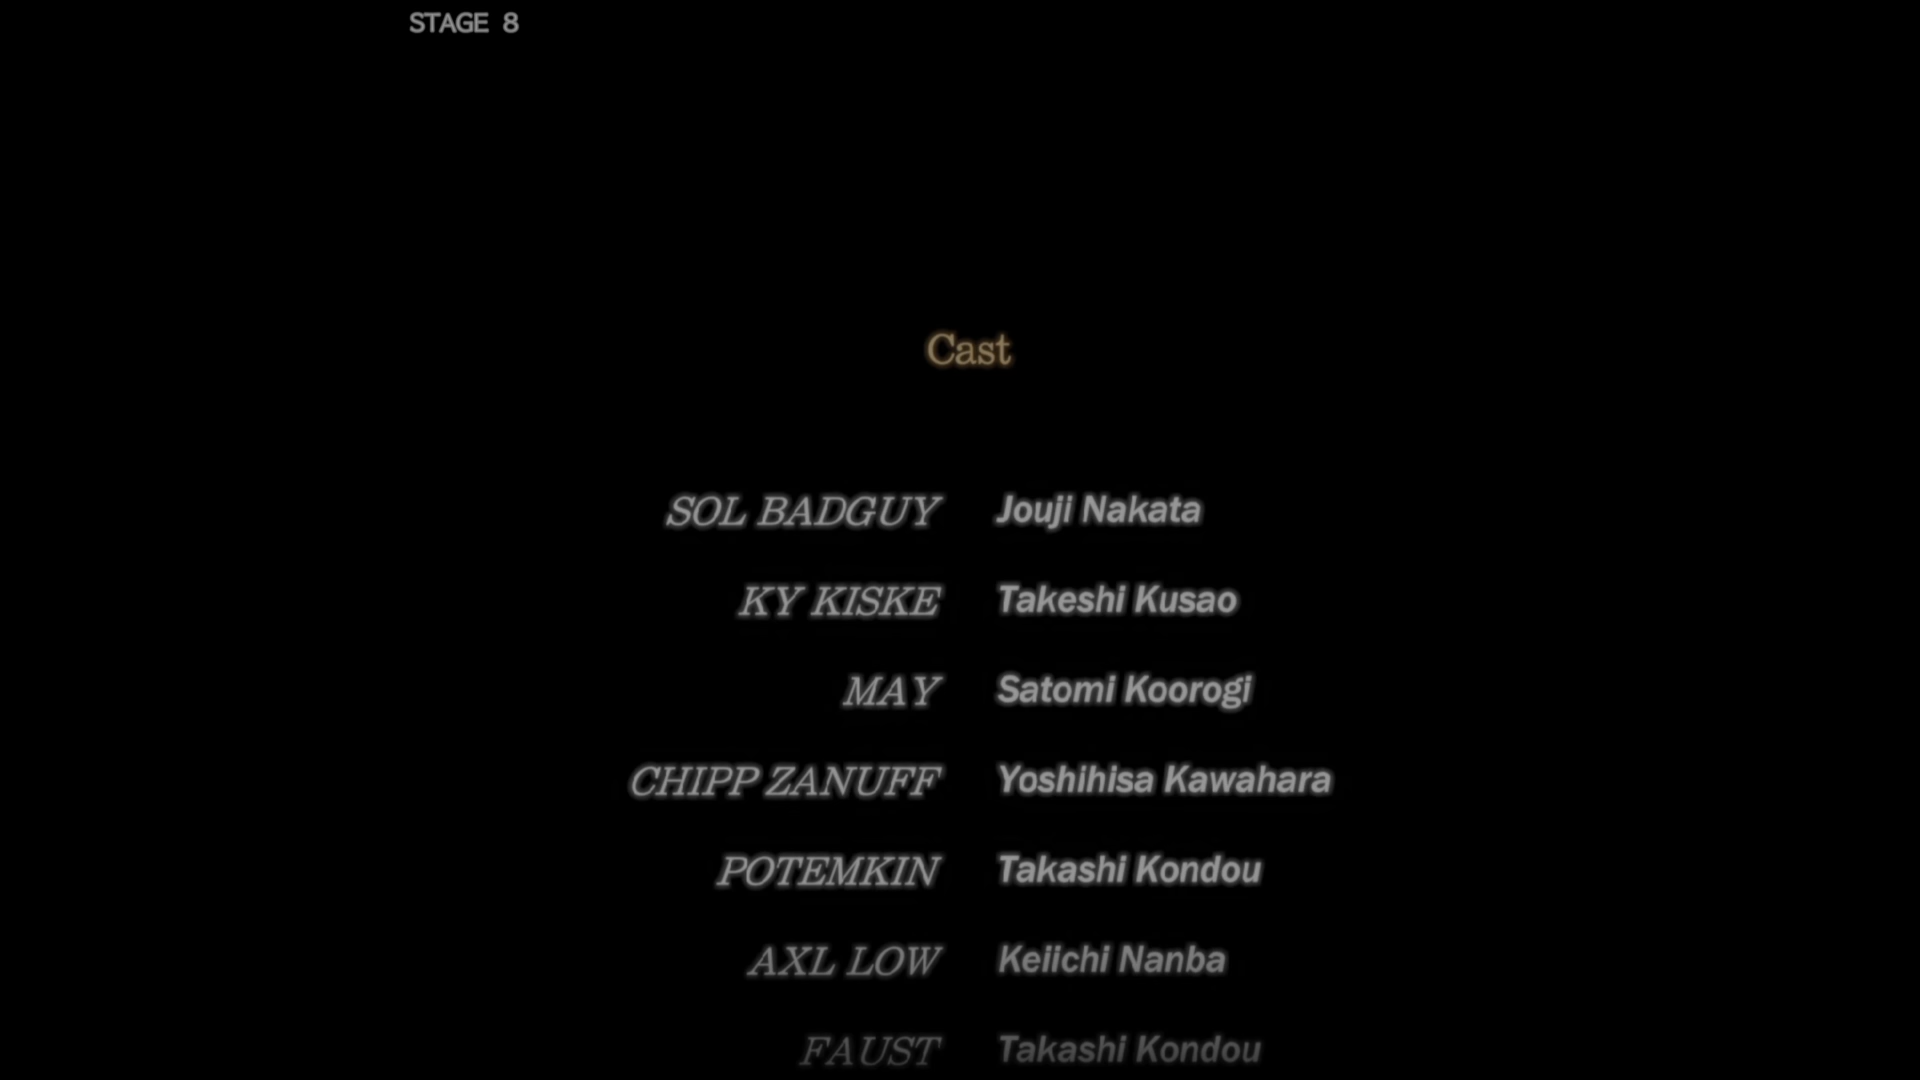 STAGE 8
Cast
SOL BADGUY Jouji Nakata
KY KISKE Takeshi Kusao
MAY Satomi Koorogi
CHIPP ZANUFF Yoshihisa Kawahara
POTEMKIN Takashi Kondou
AXL LOW Keiichi Nanba
FAUST Takashi Kondou